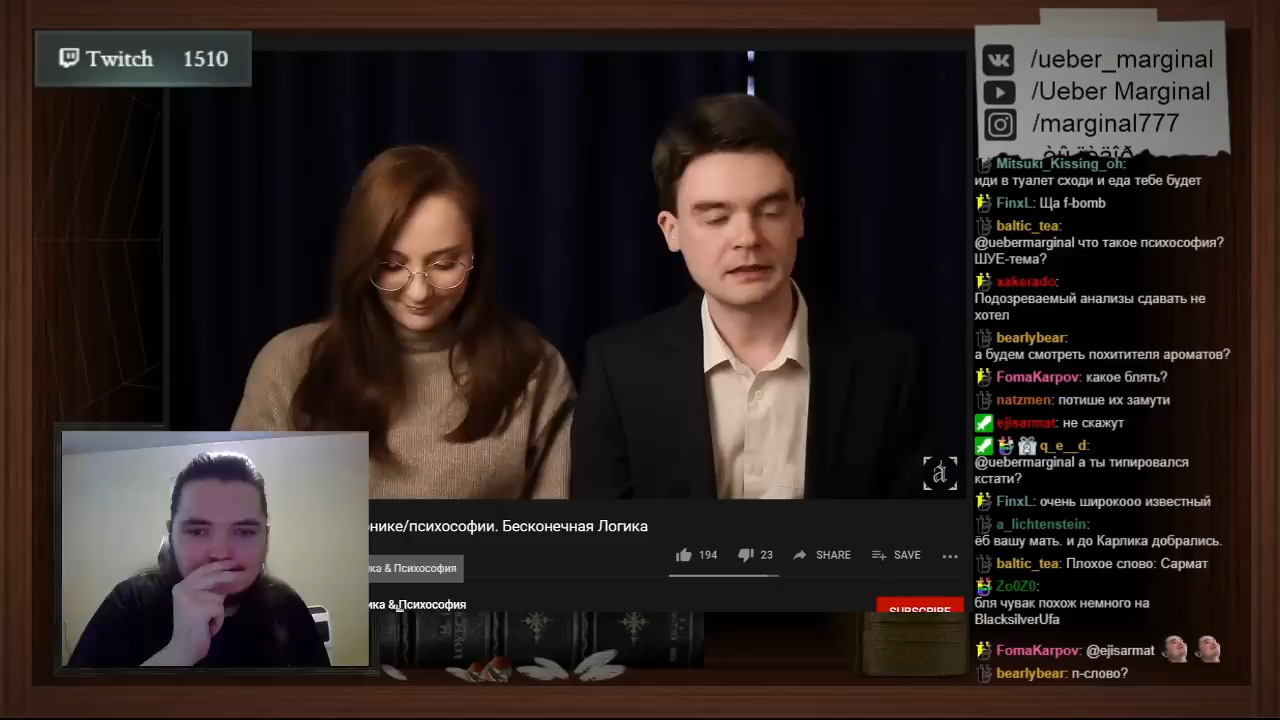 Twitch 1510
/ueber_marginal
/Ueber Marginal
/marginal777
Mitsuki_Kissing_oh:
иди в туалет сходи и еда тебе будет
FinxL: Ща f-bomb
baltic_tea:
@uebermarginal что такое психософия?
ШУЕ-тема?
xakerado:
Подозреваемый анализы сдавать не
хотел
bearlybear:
а будем смотреть похитителя ароматов?
FomaKarpov: какое блять?
natzmen: потише их замути
ejisarmat: не скажут
q_e__d:
@uebermarginal а ты типировался
кстати?
FinxL: очень широкооо известный
a_lichtenstein:
ёб вашу мать. и до Карлика добрались.
baltic_tea: Плохое слово: Сармат
Zo0Z0:
бля чувак похож немного на
BlacksilverUfa
FomaKarpov: @ejisarmat
bearlybear: п-слово?
онике/психософии. Бесконечная Логика
194 23 SHARE SAVE
ка & Психософия
ика & Психософия
SUBSCRIBE